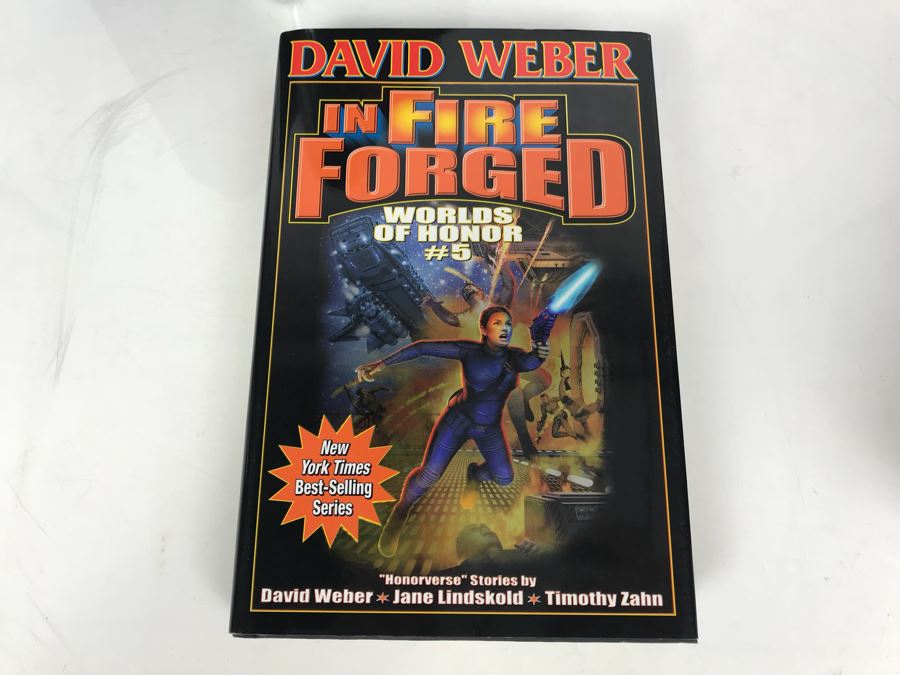 DAVID WEBER
IN FIRE
FORGED
WORLDS
OF HONOR
#5
New
York Times
Best-Selling
Series
"Honorverse" Stories by
David Weber ✶ Jane Lindskold ✶ Timothy Zahn